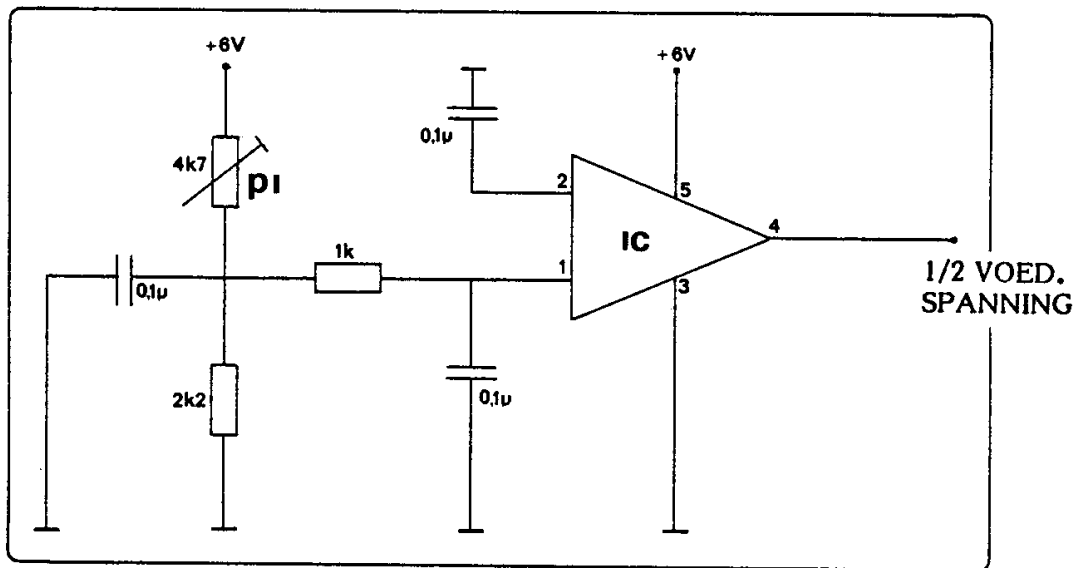 +6V
+6V
0,1µ
4k7
p1
2
5
IC
4
1k
1
0,1µ
3
1/2 VOED.
SPANNING
2k2
0,1µ